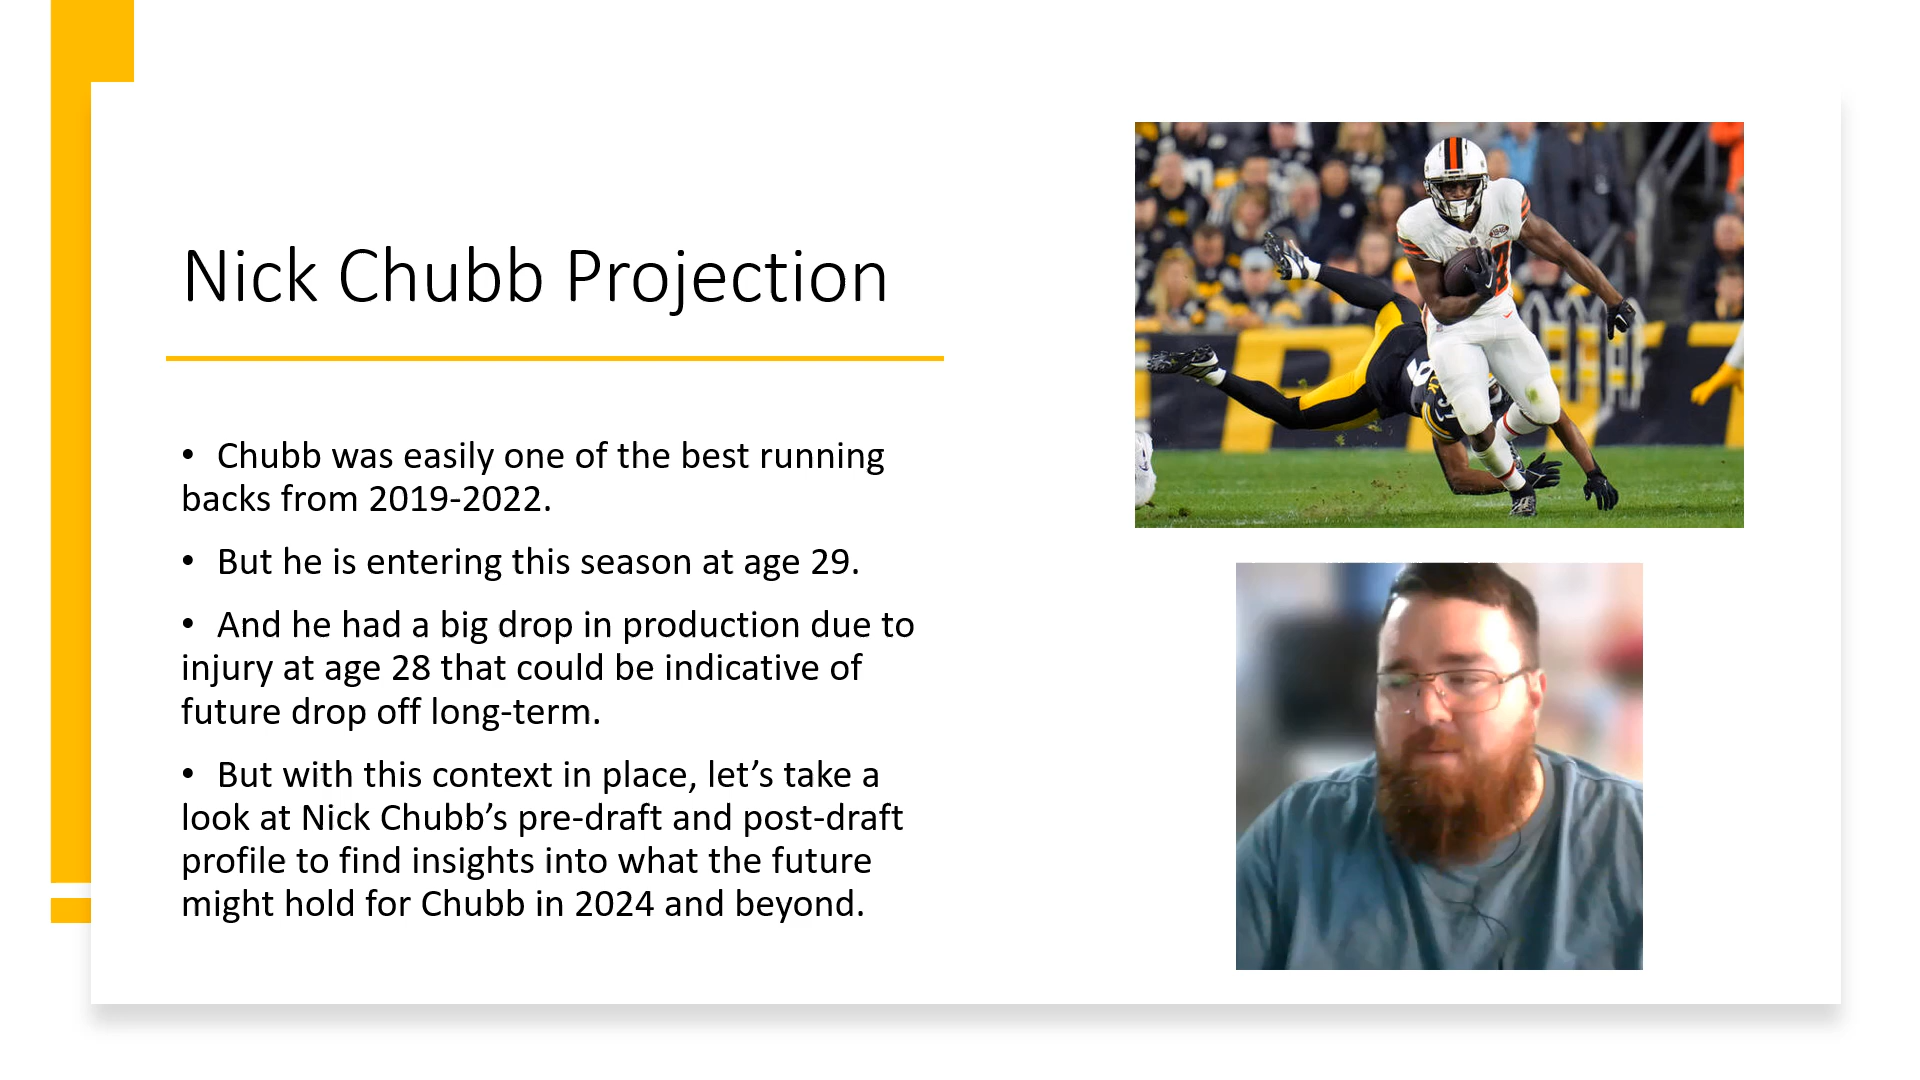 Nick Chubb Projection
• Chubb was easily one of the best running
backs from 2019-2022.
• But he is entering this season at age 29.
• And he had a big drop in production due to
injury at age 28 that could be indicative of
future drop off long-term.
• But with this context in place, let’s take a
look at Nick Chubb’s pre-draft and post-draft
profile to find insights into what the future
might hold for Chubb in 2024 and beyond.